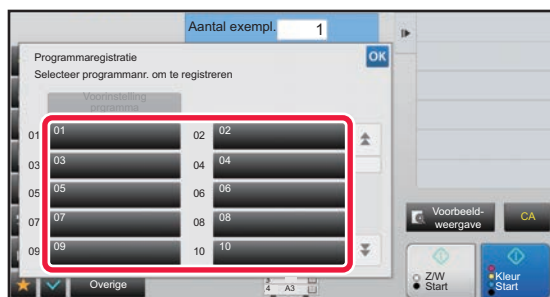 Aantal exempl. 1
Programmaregistratie
OK
Selecteer programmanr. om te registreren
Voorinstelling
prgramma
01 01 02 02
03 03 04 04
05 05 06 06
07 07 08 08
09 09 10 10
Voorbeeld-
weergave
CA
Overige
4 A3
Z/W
Start
Kleur
Start